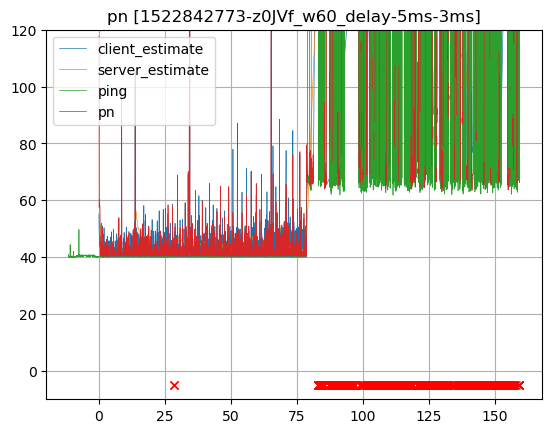 pn [1522842773-z0JVf_w60_delay-5ms-3ms]
client_estimate
server_estimate
ping
pn
120
100
80
60
40
20
0
0
25
50
75
100
125
150